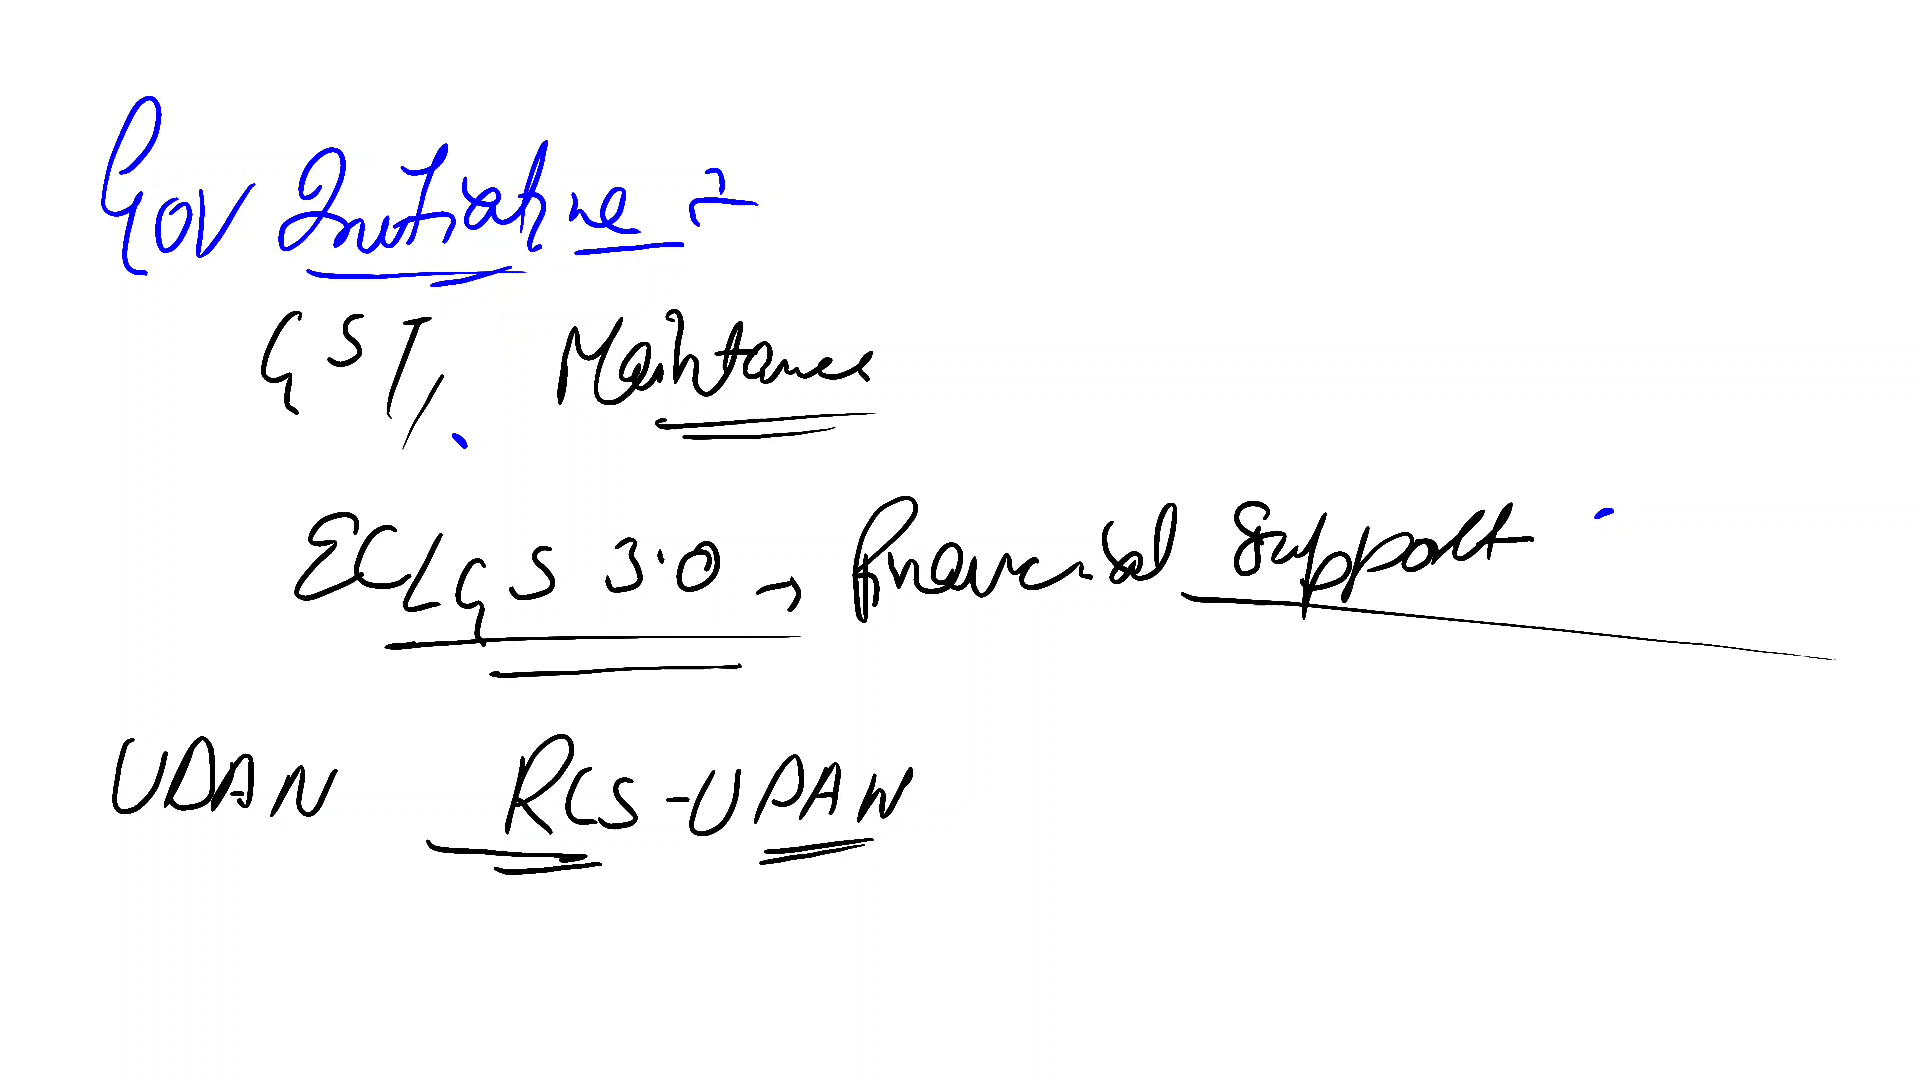 Gov Initiative :-
GST, Maintance
ECLGS 3.0 → financial support
UDAN RCS-UDAN